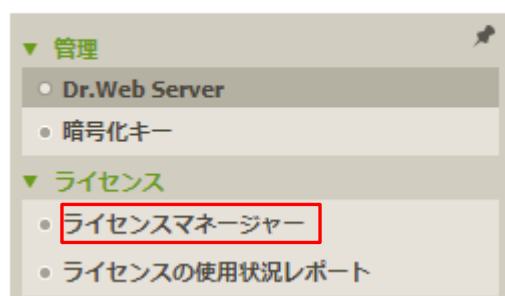 管理
Dr.Web Server
暗号化キー
ライセンス
ライセンスマネージャー
ライセンスの使用状況レポート